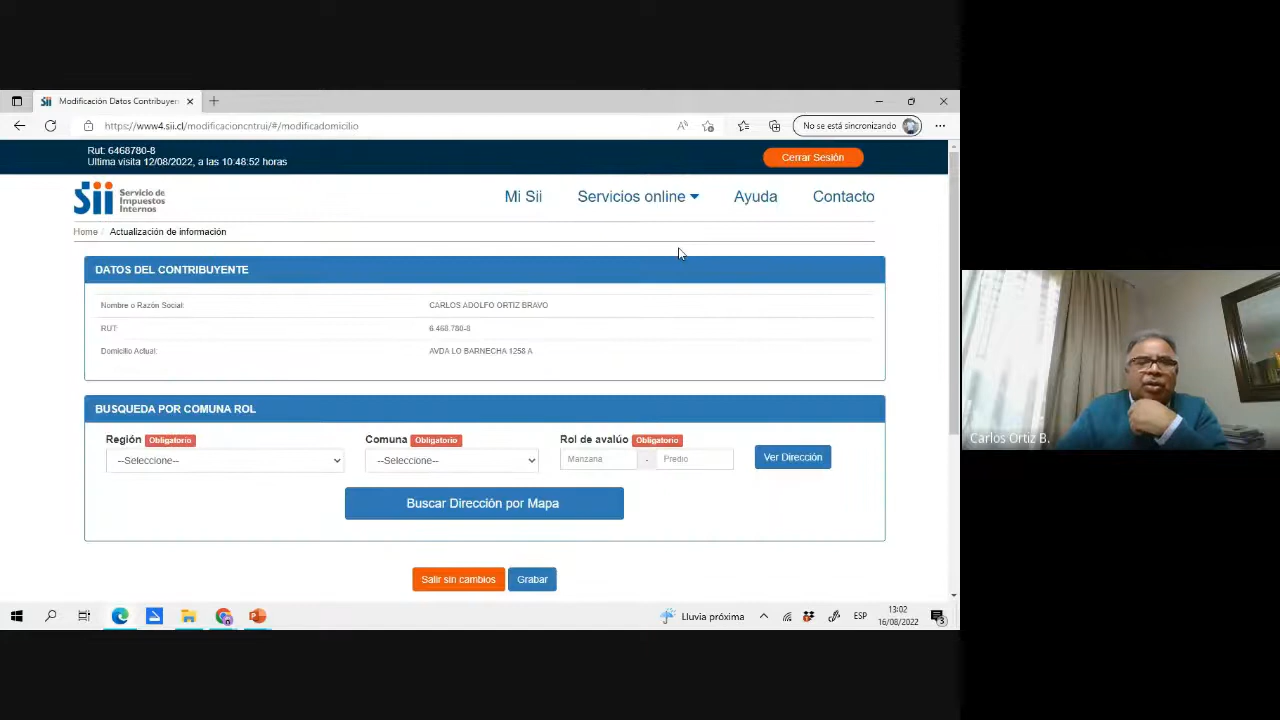 Modificación Datos Contribuyen
https://www4.sii.cl/modificacioncntrui/#/modificadomicilio
No se está sincronizando
Rut: 6468780-8
Ultima visita 12/08/2022, a las 10:48:52 horas
Cerrar Sesión
sii Servicio de
Impuestos
Internos
Mi Sii
Servicios online
Ayuda
Contacto
Home / Actualización de información
DATOS DEL CONTRIBUYENTE
Nombre o Razón Social: CARLOS ADOLFO ORTIZ BRAVO
RUT: 6.468.780-8
Domicilio Actual: AVDA LO BARNECHA 1258 A
BUSQUEDA POR COMUNA ROL
Región Obligatorio
Comuna Obligatorio
Rol de avalúo Obligatorio
--Seleccione--
--Seleccione--
Manzana - Predio
Ver Dirección
Buscar Dirección por Mapa
Salir sin cambios
Grabar
Carlos Ortiz B.
Lluvia próxima
ESP
13:02
16/08/2022
3